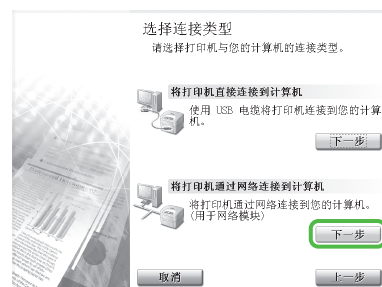 选择连接类型
请选择打印机与您的计算机的连接类型。
将打印机直接连接到计算机
使用 USB 电缆将打印机连接到您的计算
机。
下一步
将打印机通过网络连接到计算机
将打印机通过网络连接到您的计算机。
(用于网络模块)
下一步
取消
上一步